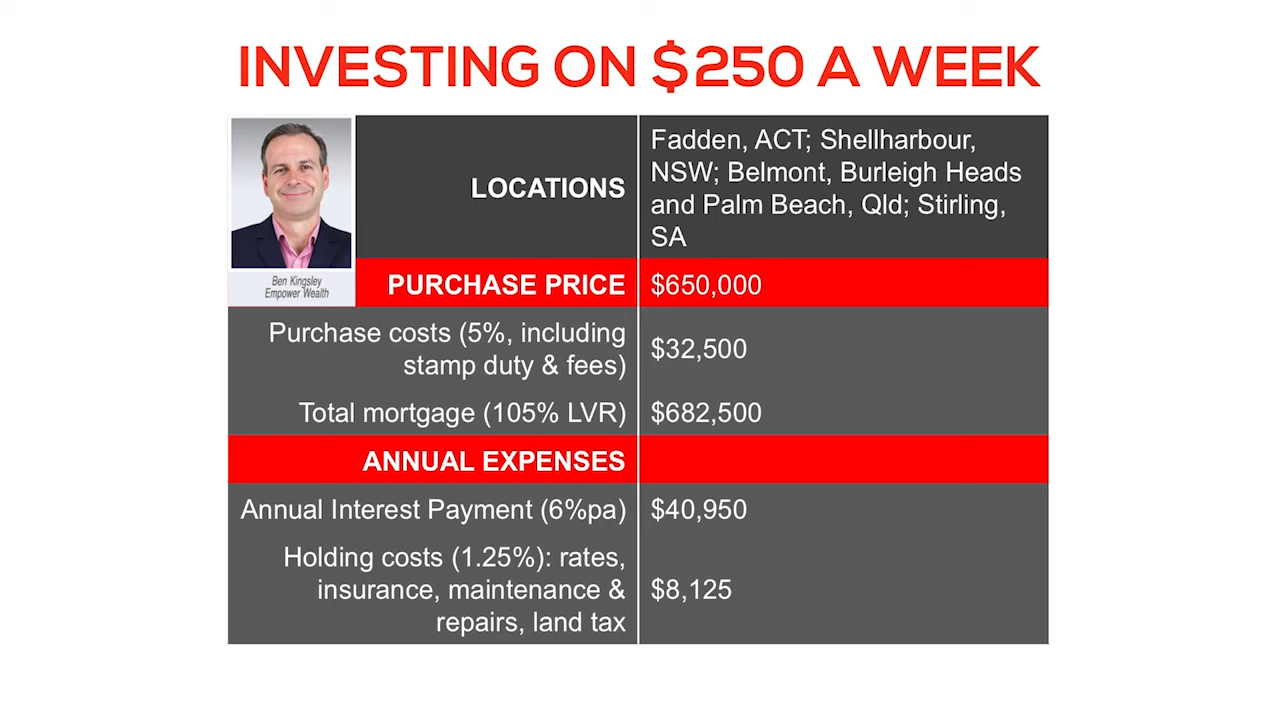 INVESTING ON $250 A WEEK
Ben Kingsley
Empower Wealth
LOCATIONS
Fadden, ACT; Shellharbour,
NSW; Belmont, Burleigh Heads
and Palm Beach, Qld; Stirling,
SA
PURCHASE PRICE
$650,000
Purchase costs (5%, including
stamp duty & fees)
$32,500
Total mortgage (105% LVR)
$682,500
ANNUAL EXPENSES
Annual Interest Payment (6%pa)
$40,950
Holding costs (1.25%): rates,
insurance, maintenance &
repairs, land tax
$8,125